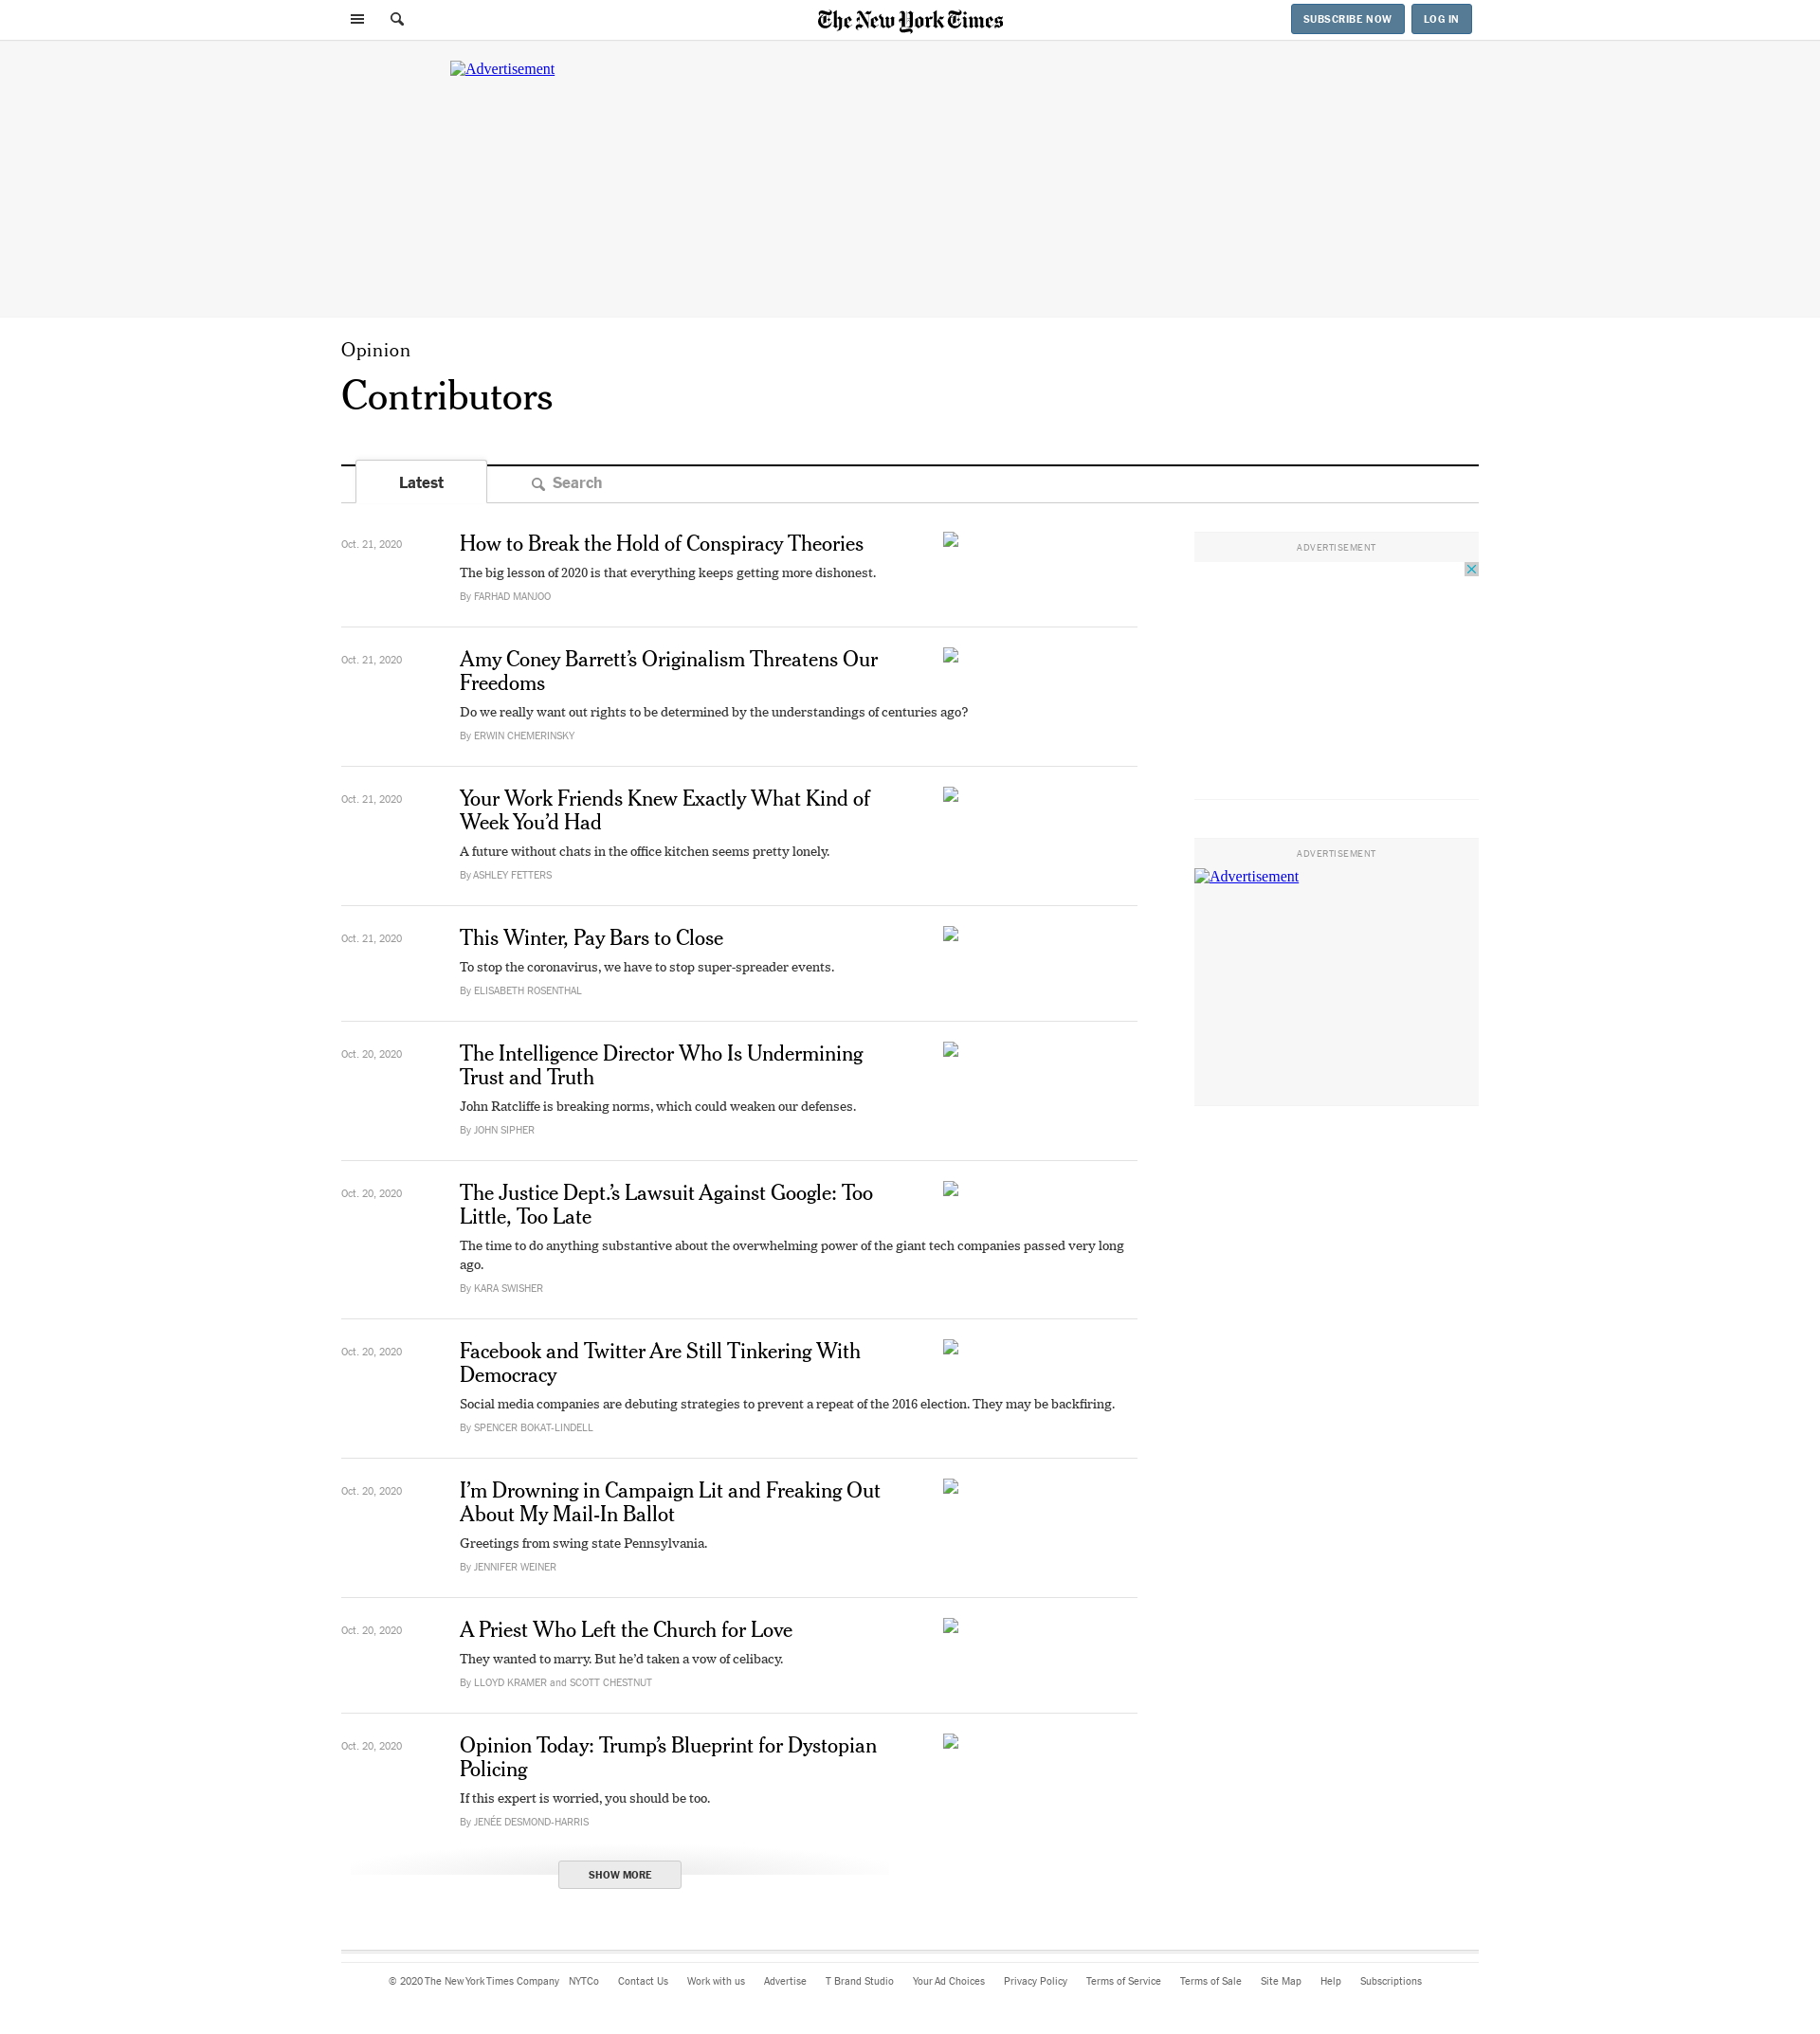 The New York Times
SUBSCRIBE NOW
LOG IN
Advertisement
Opinion
Contributors
Latest
Search
Oct. 21, 2020
How to Break the Hold of Conspiracy Theories
The big lesson of 2020 is that everything keeps getting more dishonest.
By FARHAD MANJOO
Oct. 21, 2020
Amy Coney Barrett’s Originalism Threatens Our
Freedoms
Do we really want out rights to be determined by the understandings of centuries ago?
By ERWIN CHEMERINSKY
Oct. 21, 2020
Your Work Friends Knew Exactly What Kind of
Week You’d Had
A future without chats in the office kitchen seems pretty lonely.
By ASHLEY FETTERS
Oct. 21, 2020
This Winter, Pay Bars to Close
To stop the coronavirus, we have to stop super-spreader events.
By ELISABETH ROSENTHAL
Oct. 20, 2020
The Intelligence Director Who Is Undermining
Trust and Truth
John Ratcliffe is breaking norms, which could weaken our defenses.
By JOHN SIPHER
Oct. 20, 2020
The Justice Dept.’s Lawsuit Against Google: Too
Little, Too Late
The time to do anything substantive about the overwhelming power of the giant tech companies passed very long
ago.
By KARA SWISHER
Oct. 20, 2020
Facebook and Twitter Are Still Tinkering With
Democracy
Social media companies are debuting strategies to prevent a repeat of the 2016 election. They may be backfiring.
By SPENCER BOKAT-LINDELL
Oct. 20, 2020
I’m Drowning in Campaign Lit and Freaking Out
About My Mail-In Ballot
Greetings from swing state Pennsylvania.
By JENNIFER WEINER
Oct. 20, 2020
A Priest Who Left the Church for Love
They wanted to marry. But he’d taken a vow of celibacy.
By LLOYD KRAMER and SCOTT CHESTNUT
Oct. 20, 2020
Opinion Today: Trump’s Blueprint for Dystopian
Policing
If this expert is worried, you should be too.
By JENÉE DESMOND-HARRIS
SHOW MORE
ADVERTISEMENT
ADVERTISEMENT
Advertisement
© 2020 The New York Times Company NYTCo Contact Us Work with us Advertise T Brand Studio Your Ad Choices Privacy Policy Terms of Service Terms of Sale Site Map Help Subscriptions